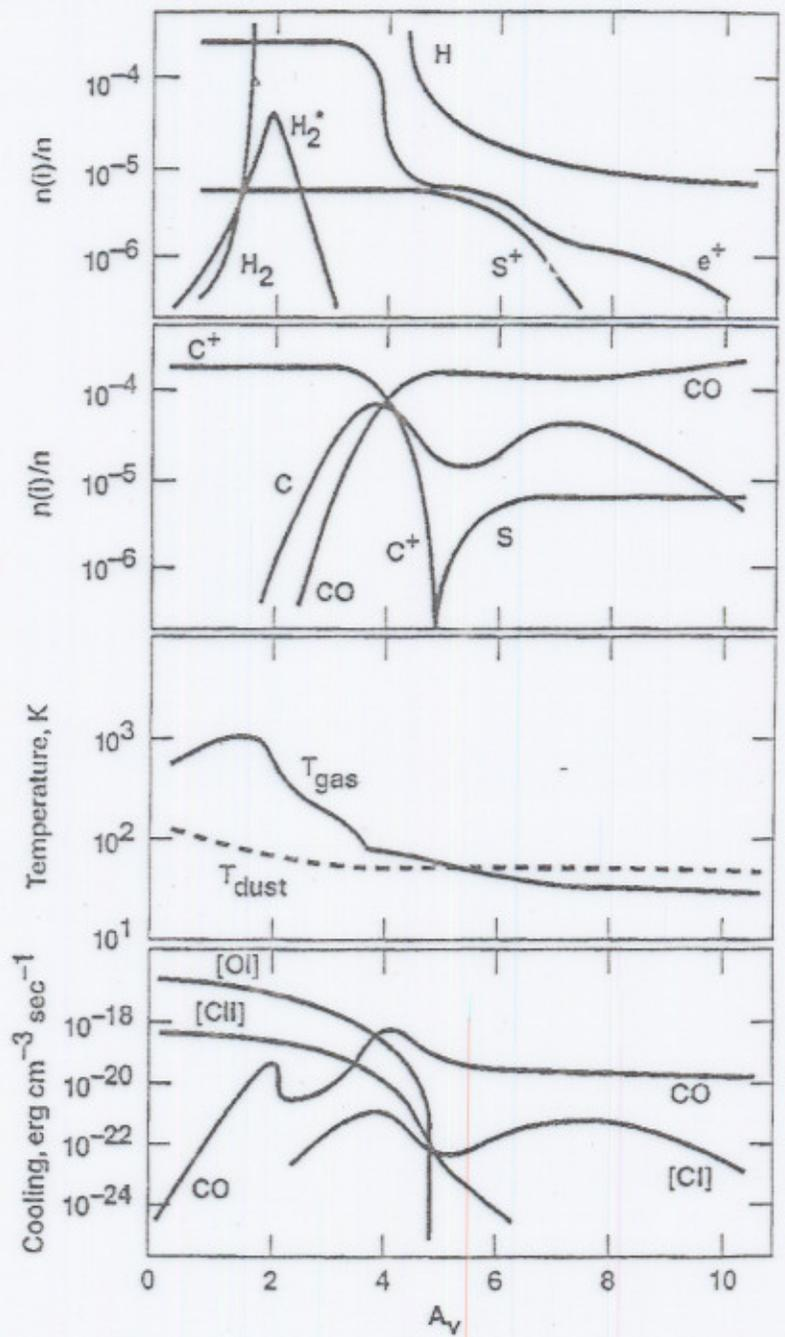 n(i)/n
10⁻⁴
10⁻⁵
10⁻⁶
H
H₂*
H₂
S⁺
e⁺
n(i)/n
10⁻⁴
10⁻⁵
10⁻⁶
C⁺
CO
C
C⁺
S
CO
Temperature, K
10³
10²
10¹
T_gas
T_dust
Cooling, erg cm⁻³ sec⁻¹
10⁻¹⁸
10⁻²⁰
10⁻²²
10⁻²⁴
[OI]
[CII]
CO
CO
[CI]
0 2 4 6 8 10
Aᵥ